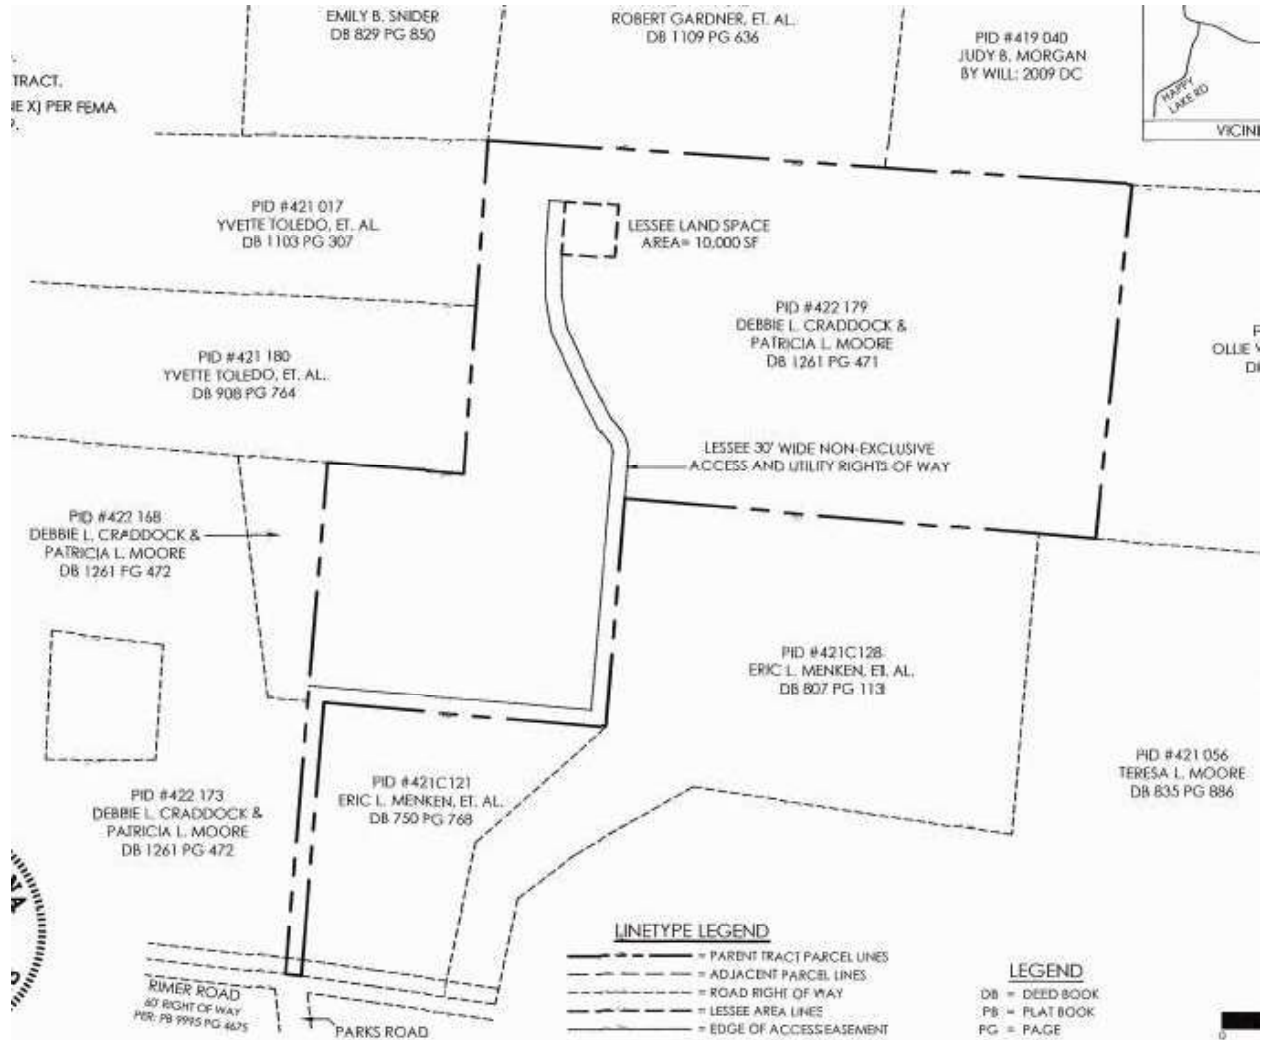 EMILY B. SNIDER
DB 829 PG 850
ROBERT GARDNER, ET. AL.
DB 1109 PG 636
PID #419 040
JUDY B. MORGAN
BY WILL: 2009 DC
HAPPY
LAKE RD
VICINI
TRACT.
IE X) PER FEMA
PID #421 017
YVETTE TOLEDO, ET. AL.
DB 1103 PG 307
LESSEE LAND SPACE
AREA= 10,000 SF
PID #422 179
DEBBIE L. CRADDOCK &
PATRICIA L. MOORE
DB 1261 PG 471
OLLIE
PID #421 180
YVETTE TOLEDO, ET. AL.
DB 908 PG 764
LESSEE 30' WIDE NON-EXCLUSIVE
ACCESS AND UTILITY RIGHTS OF WAY
PID #422 168
DEBBIE L. CRADDOCK &
PATRICIA L. MOORE
DB 1261 PG 472
PID #421C128
ERIC L. MENKEN, ET. AL.
DB 807 PG 113
PID #421 056
TERESA L. MOORE
DB 835 PG 886
PID #421C121
ERIC L. MENKEN, ET. AL.
DB 750 PG 768
PID #422 173
DEBBIE L. CRADDOCK &
PATRICIA L. MOORE
DB 1261 PG 472
RIMER ROAD
60' RIGHT OF WAY
PER: PB 9995 PG 4675
PARKS ROAD
LINETYPE LEGEND
= PARENT TRACT PARCEL LINES
= ADJACENT PARCEL LINES
= ROAD RIGHT OF WAY
= LESSEE AREA LINES
= EDGE OF ACCESS EASEMENT
LEGEND
DB = DEED BOOK
PB = PLAT BOOK
PG = PAGE
0